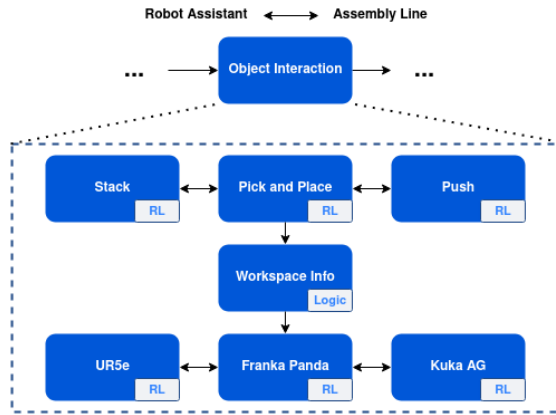 Robot Assistant Assembly Line
... Object Interaction ...
Stack Pick and Place Push
RL RL RL
Workspace Info
Logic
UR5e Franka Panda Kuka AG
RL RL RL